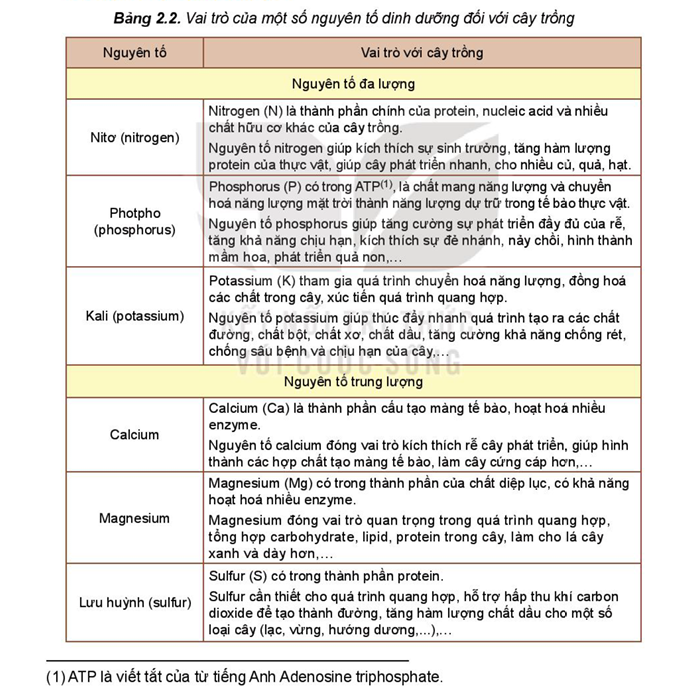 Bảng 2.2. Vai trò của một số nguyên tố dinh dưỡng đối với cây trồng
Nguyên tố
Vai trò với cây trồng
Nguyên tố đa lượng
Nitơ (nitrogen)
Nitrogen (N) là thành phần chính của protein, nucleic acid và nhiều
chất hữu cơ khác của cây trồng.
Nguyên tố nitrogen giúp kích thích sự sinh trưởng, tăng hàm lượng
protein của thực vật, giúp cây phát triển nhanh, cho nhiều củ, quả, hạt.
Photpho
(phosphorus)
Phosphorus (P) có trong ATP(1), là chất mang năng lượng và chuyển
hoá năng lượng mặt trời thành năng lượng dự trữ trong tế bào thực vật.
Nguyên tố phosphorus giúp tăng cường sự phát triển đầy đủ của rễ,
tăng khả năng chịu hạn, kích thích sự đẻ nhánh, nảy chồi, hình thành
mầm hoa, phát triển quả non,…
Kali (potassium)
Potassium (K) tham gia quá trình chuyển hoá năng lượng, đồng hoá
các chất trong cây, xúc tiến quá trình quang hợp.
Nguyên tố potassium giúp thúc đẩy nhanh quá trình tạo ra các chất
đường, chất bột, chất xơ, chất dầu, tăng cường khả năng chống rét,
chống sâu bệnh và chịu hạn của cây,…
KẾT NỐI TRI THỨC
VỚI CUỘC SỐNG
Nguyên tố trung lượng
Calcium
Calcium (Ca) là thành phần cấu tạo màng tế bào, hoạt hoá nhiều
enzyme.
Nguyên tố calcium đóng vai trò kích thích rễ cây phát triển, giúp hình
thành các hợp chất tạo màng tế bào, làm cây cứng cáp hơn,…
Magnesium
Magnesium (Mg) có trong thành phần của chất diệp lục, có khả năng
hoạt hoá nhiều enzyme.
Magnesium đóng vai trò quan trọng trong quá trình quang hợp,
tổng hợp carbohydrate, lipid, protein trong cây, làm cho lá cây
xanh và dày hơn,…
Lưu huỳnh (sulfur)
Sulfur (S) có trong thành phần protein.
Sulfur cần thiết cho quá trình quang hợp, hỗ trợ hấp thu khí carbon
dioxide để tạo thành đường, tăng hàm lượng chất dầu cho một số
loại cây (lạc, vừng, hướng dương,...),…
(1) ATP là viết tắt của từ tiếng Anh Adenosine triphosphate.